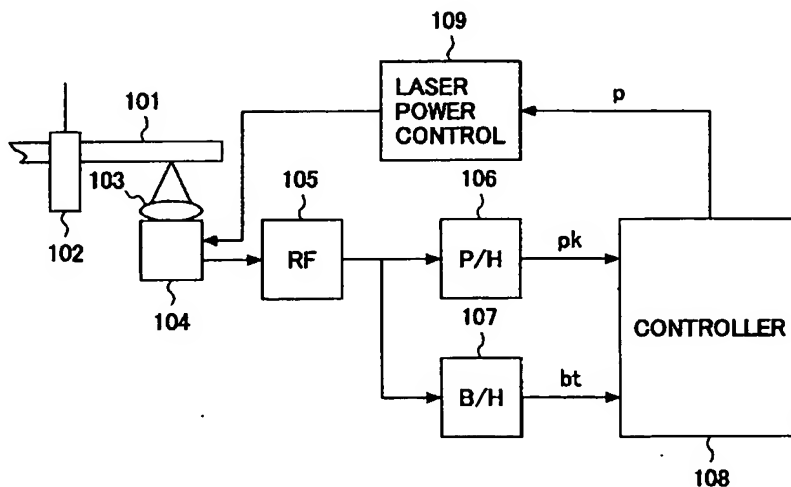 109
LASER
POWER
CONTROL
p
101
103
102
104
105
RF
106
P/H
pk
107
B/H
bt
CONTROLLER
108